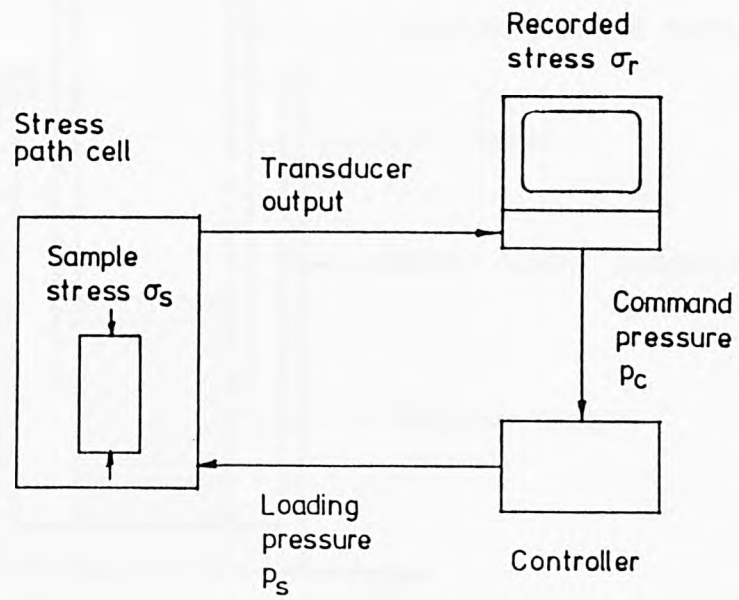 Recorded
stress σr
Stress
path cell
Transducer
output
Sample
stress σs
Command
pressure
pc
Loading
pressure
ps
Controller